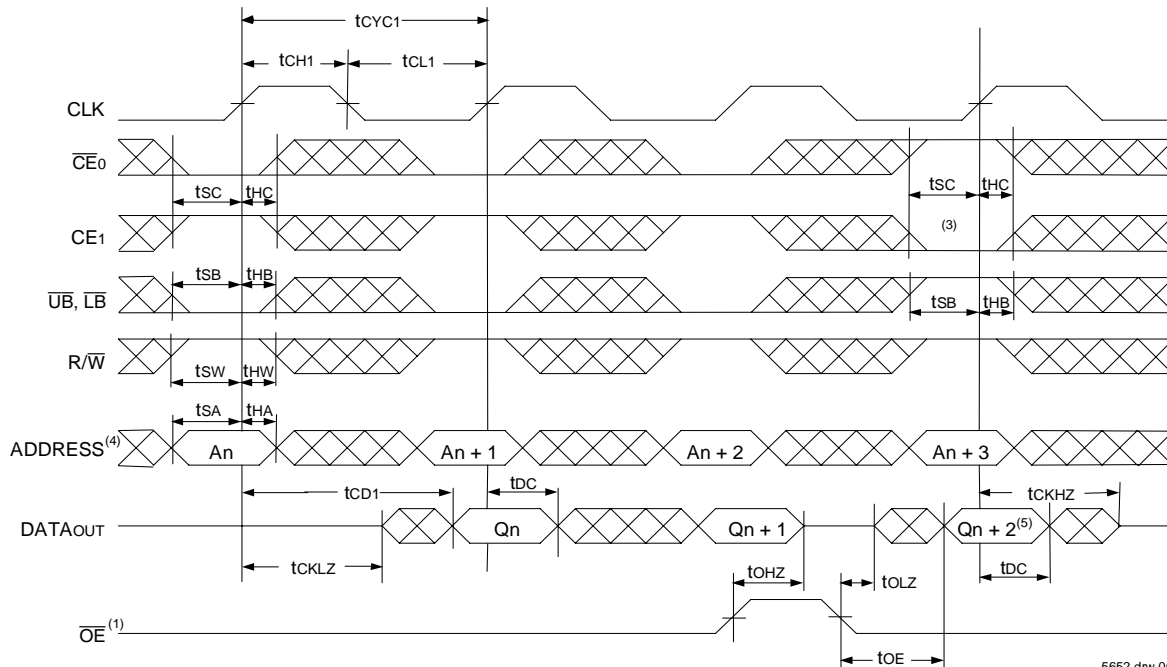 tCYC1
tCH1 tCL1
CLK
CE0
tSC tHC tSC tHC
CE1 (3)
tSB tHB
UB, LB tSB tHB
R/W
tSW tHW
tSA tHA
ADDRESS(4) An An + 1 An + 2 An + 3
tCD1 tDC tCKHZ
DATAOUT Qn Qn + 1 Qn + 2(5)
tCKLZ tOHZ tOLZ tDC
OE (1)
tOE